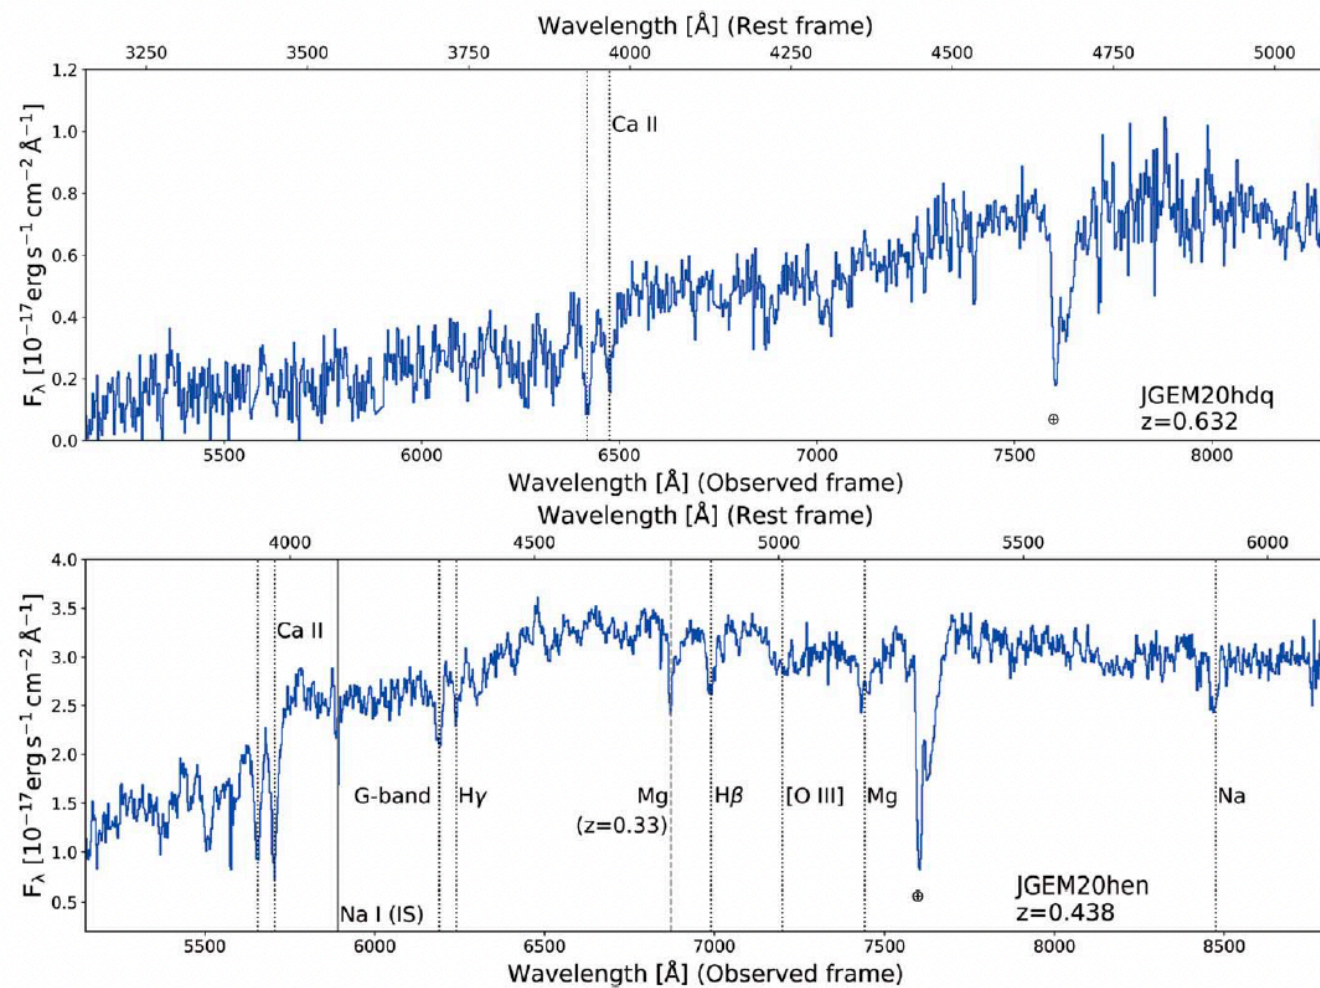 Wavelength [Å] (Rest frame)
3250 3500 3750 4000 4250 4500 4750 5000
1.2
1.0
0.8
0.6
0.4
0.2
0.0
F_λ [10⁻¹⁷ erg s⁻¹ cm⁻² Å⁻¹]
Ca II
⊕
JGEM20hdq
z=0.632
5500 6000 6500 7000 7500 8000
Wavelength [Å] (Observed frame)
Wavelength [Å] (Rest frame)
4000 4500 5000 5500 6000
4.0
3.5
3.0
2.5
2.0
1.5
1.0
0.5
F_λ [10⁻¹⁷ erg s⁻¹ cm⁻² Å⁻¹]
Ca II
G-band Hγ Mg Hβ [O III] Mg Na
(z=0.33)
Na I (IS)
⊕
JGEM20hen
z=0.438
5500 6000 6500 7000 7500 8000 8500
Wavelength [Å] (Observed frame)